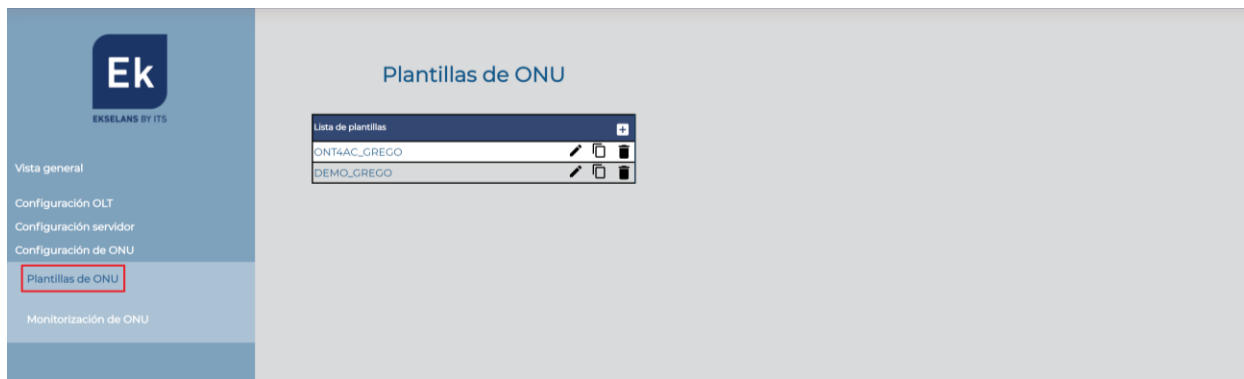 Ek
EKSELANS BY ITS
Vista general
Configuración OLT
Configuración servidor
Configuración de ONU
Plantillas de ONU
Monitorización de ONU
Plantillas de ONU
Lista de plantillas
ONT4AC_GREGO
DEMO_GREGO